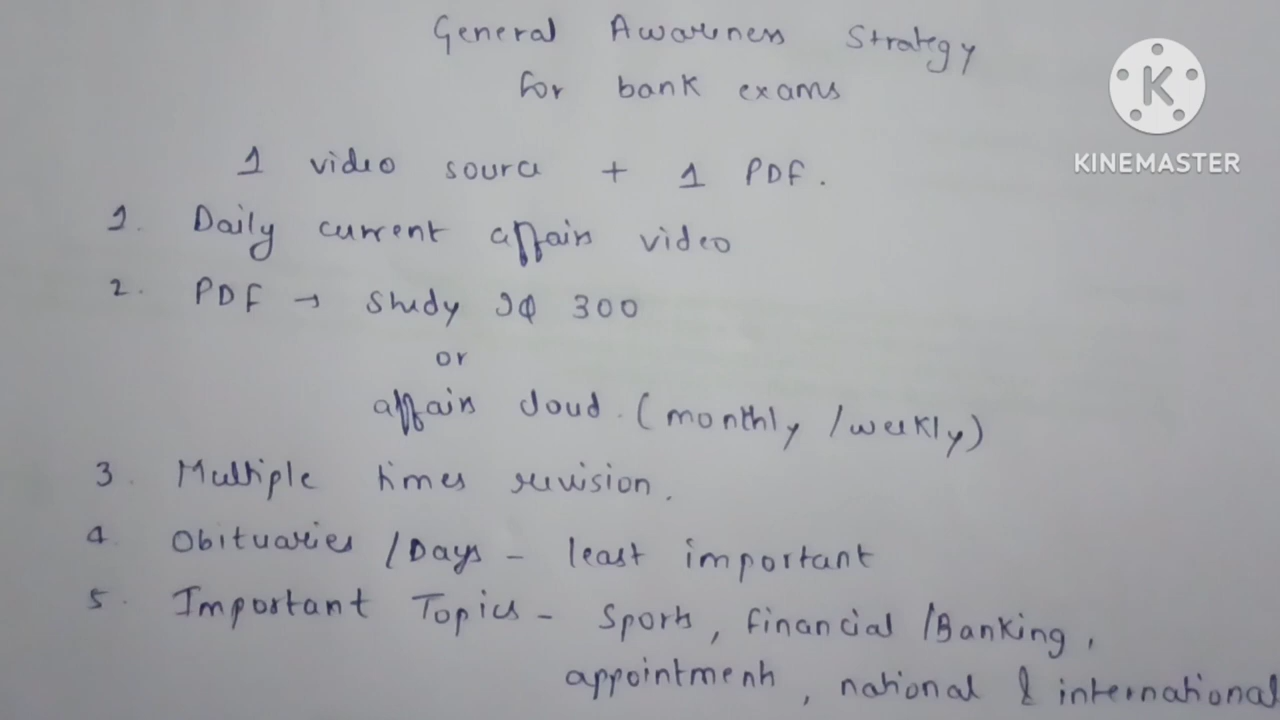 General Awareness Strategy
for bank exams
1 video source + 1 PDF.
1. Daily current affairs video
2. PDF → Study IQ 300
or
affairs cloud. (monthly /weekly)
3. Multiple times revision.
4. Obituaries /Days - least important
5. Important Topics - Sports, financial /Banking,
appointment, national & international
K
KINEMASTER